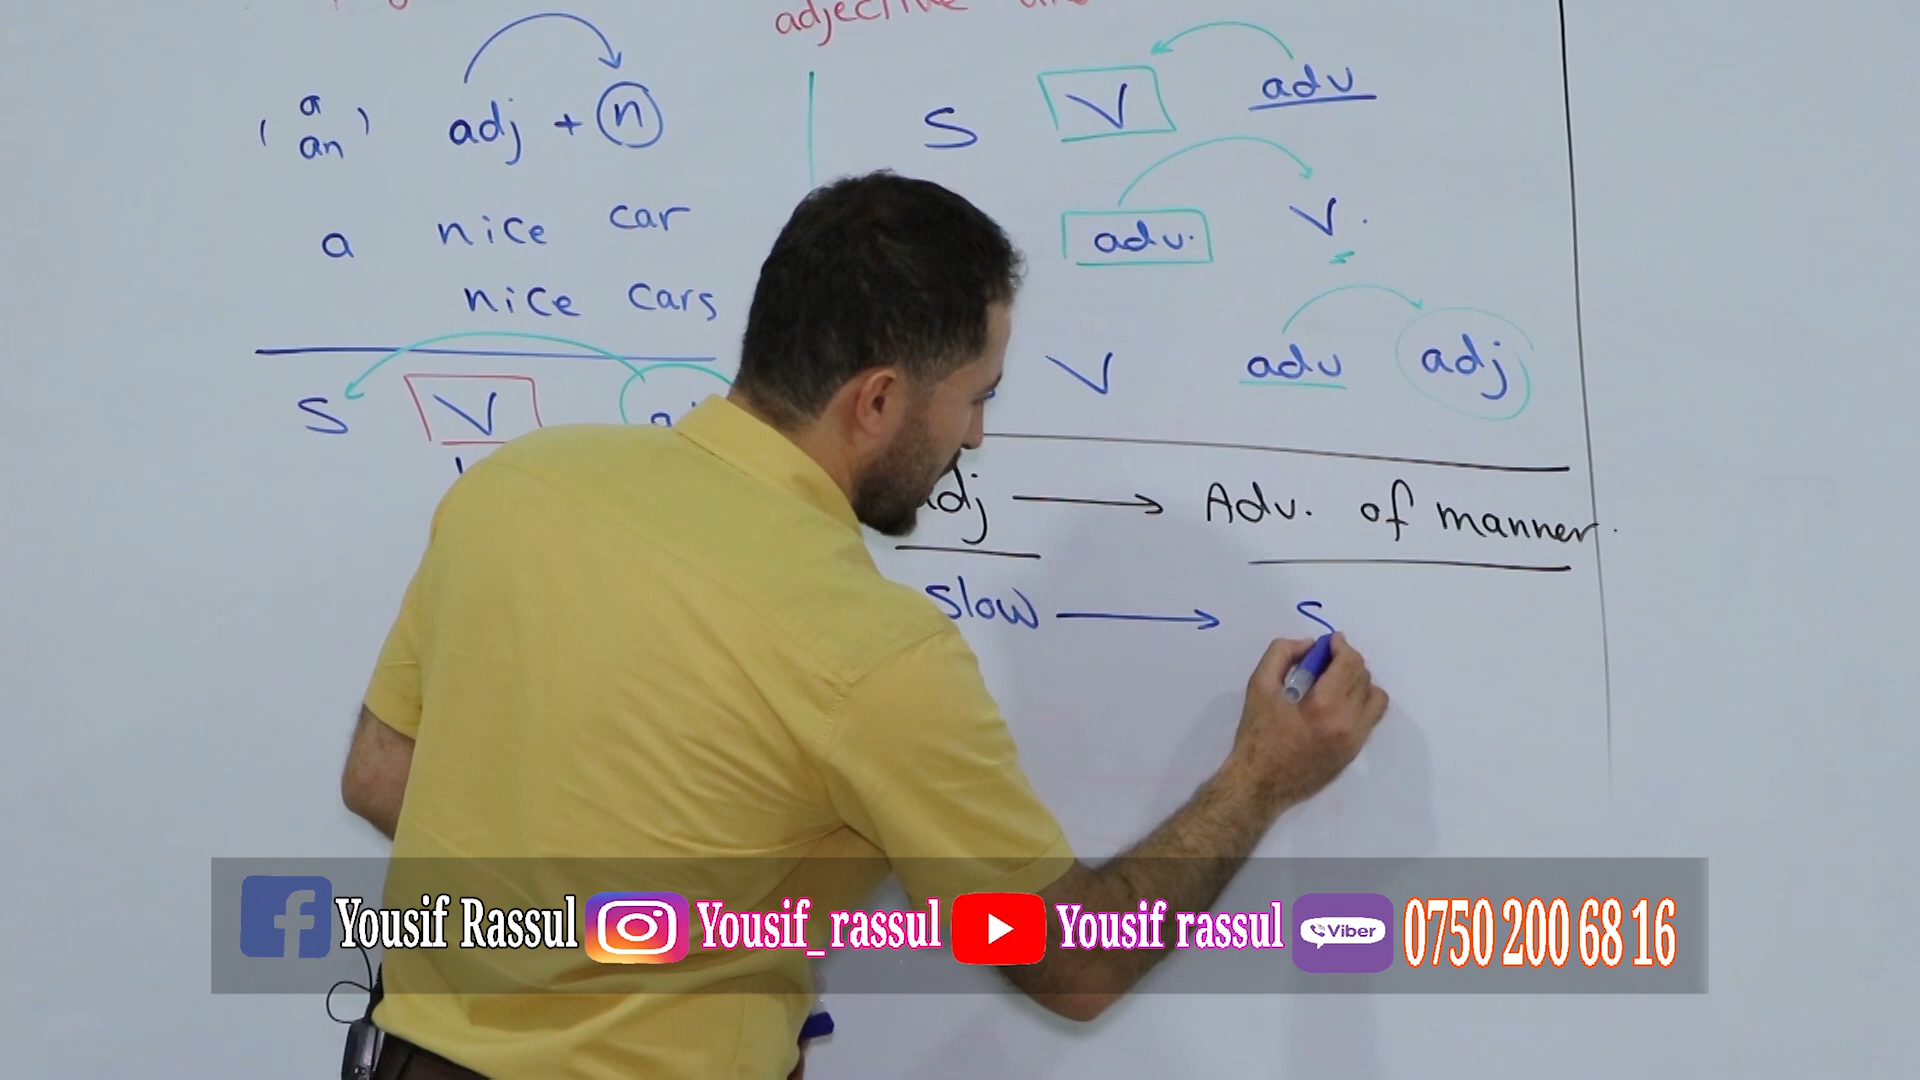 adjective
( a an ) adj + n
a nice car
nice cars
S V
S V adv
adv. V.
V adv adj
adj → Adv. of manner.
slow → S
Yousif Rassul Yousif_rassul Yousif rassul Viber 0750 200 68 16